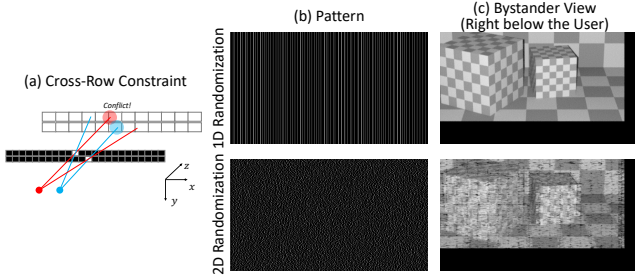 (b) Pattern
(c) Bystander View
(Right below the User)
(a) Cross-Row Constraint
Conflict!
z
x
y
1D Randomization
2D Randomization